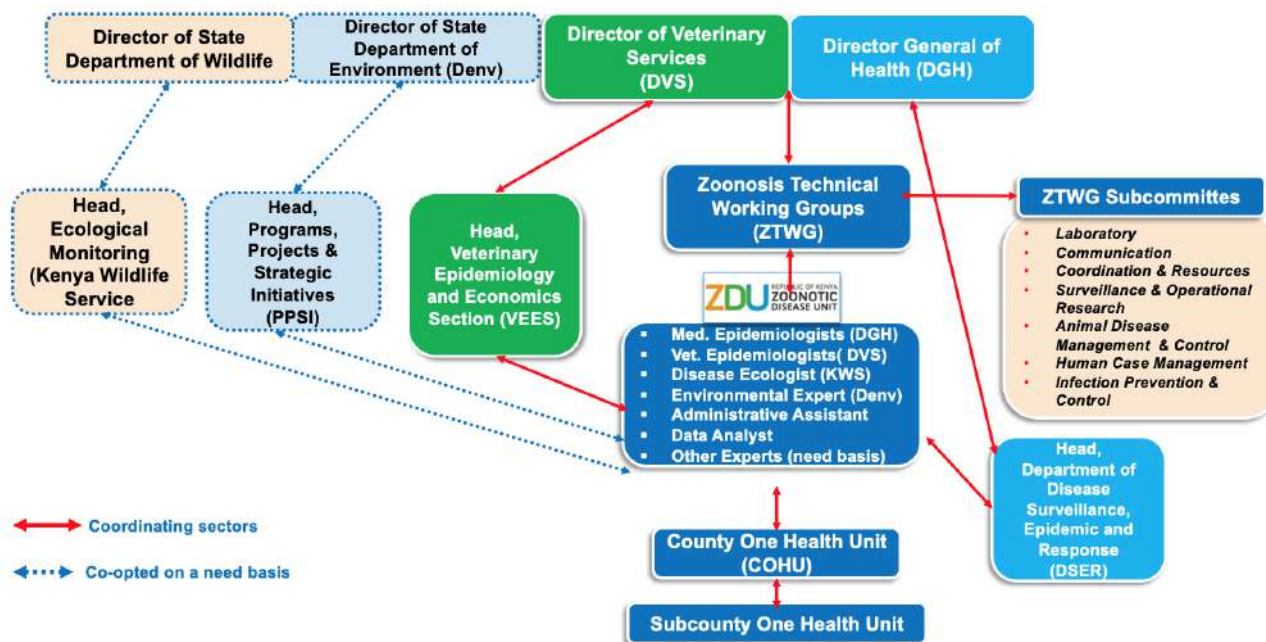 Director of State
Department of Wildlife
Director of State
Department of
Environment (Denv)
Director of Veterinary
Services
(DVS)
Director General of
Health (DGH)
Head,
Ecological
Monitoring
(Kenya Wildlife
Service
Head,
Programs,
Projects &
Strategic
Initiatives
(PPSI)
Head,
Veterinary
Epidemiology
and Economics
Section (VEES)
Zoonosis Technical
Working Groups
(ZTWG)
ZTWG Subcommittes
• Laboratory
• Communication
• Coordination & Resources
• Surveillance & Operational
Research
• Animal Disease
Management & Control
• Human Case Management
• Infection Prevention &
Control
ZDU
REPUBLIC OF KENYA
ZOONOTIC
DISEASE UNIT
▪ Med. Epidemiologists (DGH)
▪ Vet. Epidemiologists( DVS)
▪ Disease Ecologist (KWS)
▪ Environmental Expert (Denv)
▪ Administrative Assistant
▪ Data Analyst
▪ Other Experts (need basis)
Head,
Department of
Disease
Surveillance,
Epidemic and
Response
(DSER)
Coordinating sectors
Co-opted on a need basis
County One Health Unit
(COHU)
Subcounty One Health Unit